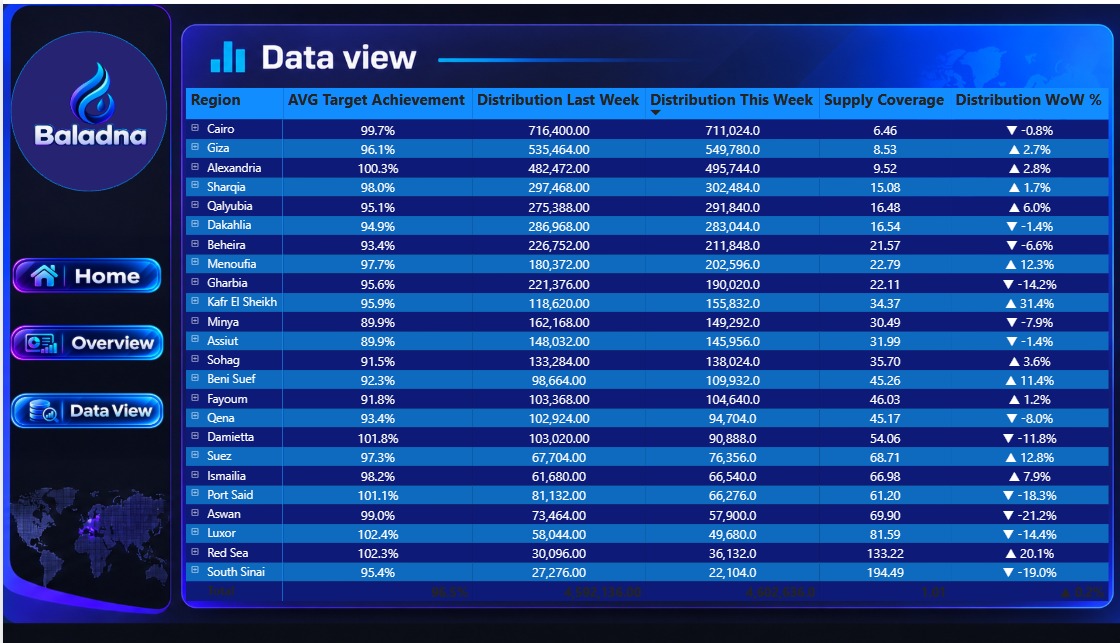 Baladna
Home
Overview
Data View
Data view
Region AVG Target Achievement Distribution Last Week Distribution This Week Supply Coverage Distribution WoW %
Cairo 99.7% 716,400.00 711,024.0 6.46 ▼ -0.8%
Giza 96.1% 535,464.00 549,780.0 8.53 ▲ 2.7%
Alexandria 100.3% 482,472.00 495,744.0 9.52 ▲ 2.8%
Sharqia 98.0% 297,468.00 302,484.0 15.08 ▲ 1.7%
Qalyubia 95.1% 275,388.00 291,840.0 16.48 ▲ 6.0%
Dakahlia 94.9% 286,968.00 283,044.0 16.54 ▼ -1.4%
Beheira 93.4% 226,752.00 211,848.0 21.57 ▼ -6.6%
Menoufia 97.7% 180,372.00 202,596.0 22.79 ▲ 12.3%
Gharbia 95.6% 221,376.00 190,020.0 22.11 ▼ -14.2%
Kafr El Sheikh 95.9% 118,620.00 155,832.0 34.37 ▲ 31.4%
Minya 89.9% 162,168.00 149,292.0 30.49 ▼ -7.9%
Assiut 89.9% 148,032.00 145,956.0 31.99 ▼ -1.4%
Sohag 91.5% 133,284.00 138,024.0 35.70 ▲ 3.6%
Beni Suef 92.3% 98,664.00 109,932.0 45.26 ▲ 11.4%
Fayoum 91.8% 103,368.00 104,640.0 46.03 ▲ 1.2%
Qena 93.4% 102,924.00 94,704.0 45.17 ▼ -8.0%
Damietta 101.8% 103,020.00 90,888.0 54.06 ▼ -11.8%
Suez 97.3% 67,704.00 76,356.0 68.71 ▲ 12.8%
Ismailia 98.2% 61,680.00 66,540.0 66.98 ▲ 7.9%
Port Said 101.1% 81,132.00 66,276.0 61.20 ▼ -18.3%
Aswan 99.0% 73,464.00 57,900.0 69.90 ▼ -21.2%
Luxor 102.4% 58,044.00 49,680.0 81.59 ▼ -14.4%
Red Sea 102.3% 30,096.00 36,132.0 133.22 ▲ 20.1%
South Sinai 95.4% 27,276.00 22,104.0 194.49 ▼ -19.0%
Total